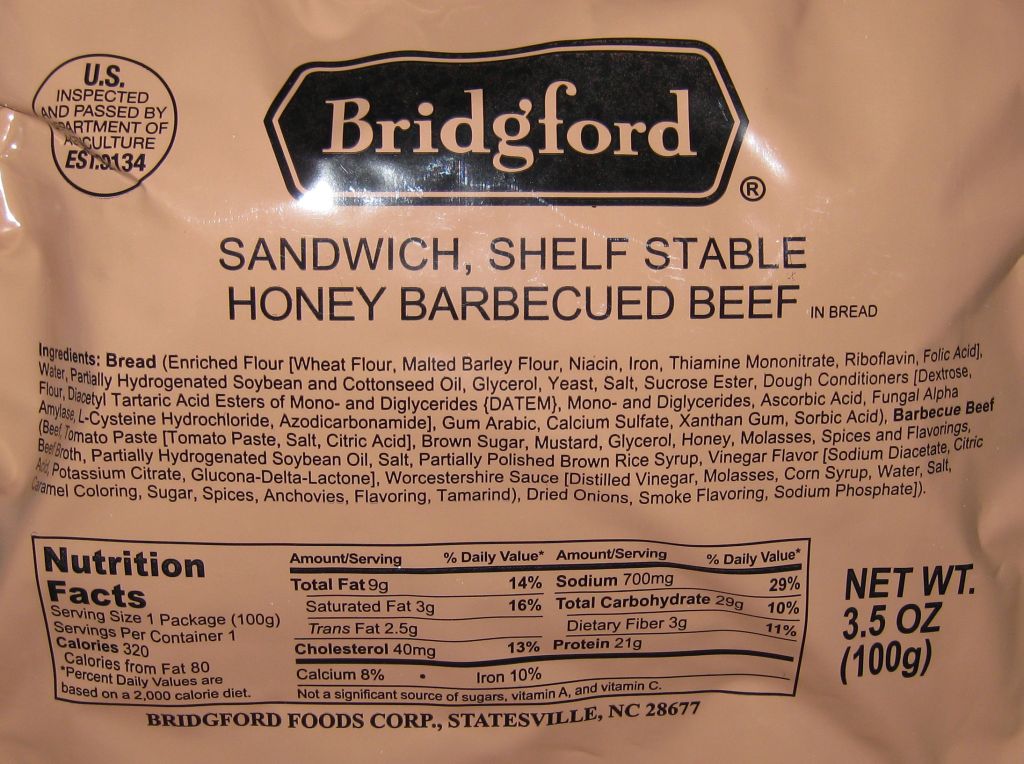 U.S.
INSPECTED
AND PASSED BY
DEPARTMENT OF
AGRICULTURE
EST.9134
Bridgford
®
SANDWICH, SHELF STABLE
HONEY BARBECUED BEEF IN BREAD
Ingredients: Bread (Enriched Flour [Wheat Flour, Malted Barley Flour, Niacin, Iron, Thiamine Mononitrate, Riboflavin, Folic Acid],
Water, Partially Hydrogenated Soybean and Cottonseed Oil, Glycerol, Yeast, Salt, Sucrose Ester, Dough Conditioners [Dextrose,
Flour, Diacetyl Tartaric Acid Esters of Mono- and Diglycerides {DATEM}, Mono- and Diglycerides, Ascorbic Acid, Fungal Alpha
Amylase, L-Cysteine Hydrochloride, Azodicarbonamide], Gum Arabic, Calcium Sulfate, Xanthan Gum, Sorbic Acid), Barbecue Beef
(Beef, Tomato Paste [Tomato Paste, Salt, Citric Acid], Brown Sugar, Mustard, Glycerol, Honey, Molasses, Spices and Flavorings,
Beef Broth, Partially Hydrogenated Soybean Oil, Salt, Partially Polished Brown Rice Syrup, Vinegar Flavor [Sodium Diacetate, Citric
Acid, Potassium Citrate, Glucona-Delta-Lactone], Worcestershire Sauce [Distilled Vinegar, Molasses, Corn Syrup, Water, Salt,
Caramel Coloring, Sugar, Spices, Anchovies, Flavoring, Tamarind), Dried Onions, Smoke Flavoring, Sodium Phosphate]).
Nutrition
Facts
Serving Size 1 Package (100g)
Servings Per Container 1
Calories 320
Calories from Fat 80
*Percent Daily Values are
based on a 2,000 calorie diet.
Amount/Serving % Daily Value*
Total Fat 9g 14%
Saturated Fat 3g 16%
Trans Fat 2.5g
Cholesterol 40mg 13%
Amount/Serving % Daily Value*
Sodium 700mg 29%
Total Carbohydrate 29g 10%
Dietary Fiber 3g 11%
Protein 21g
Calcium 8% • Iron 10%
Not a significant source of sugars, vitamin A, and vitamin C.
NET WT.
3.5 OZ
(100g)
BRIDGFORD FOODS CORP., STATESVILLE, NC 28677